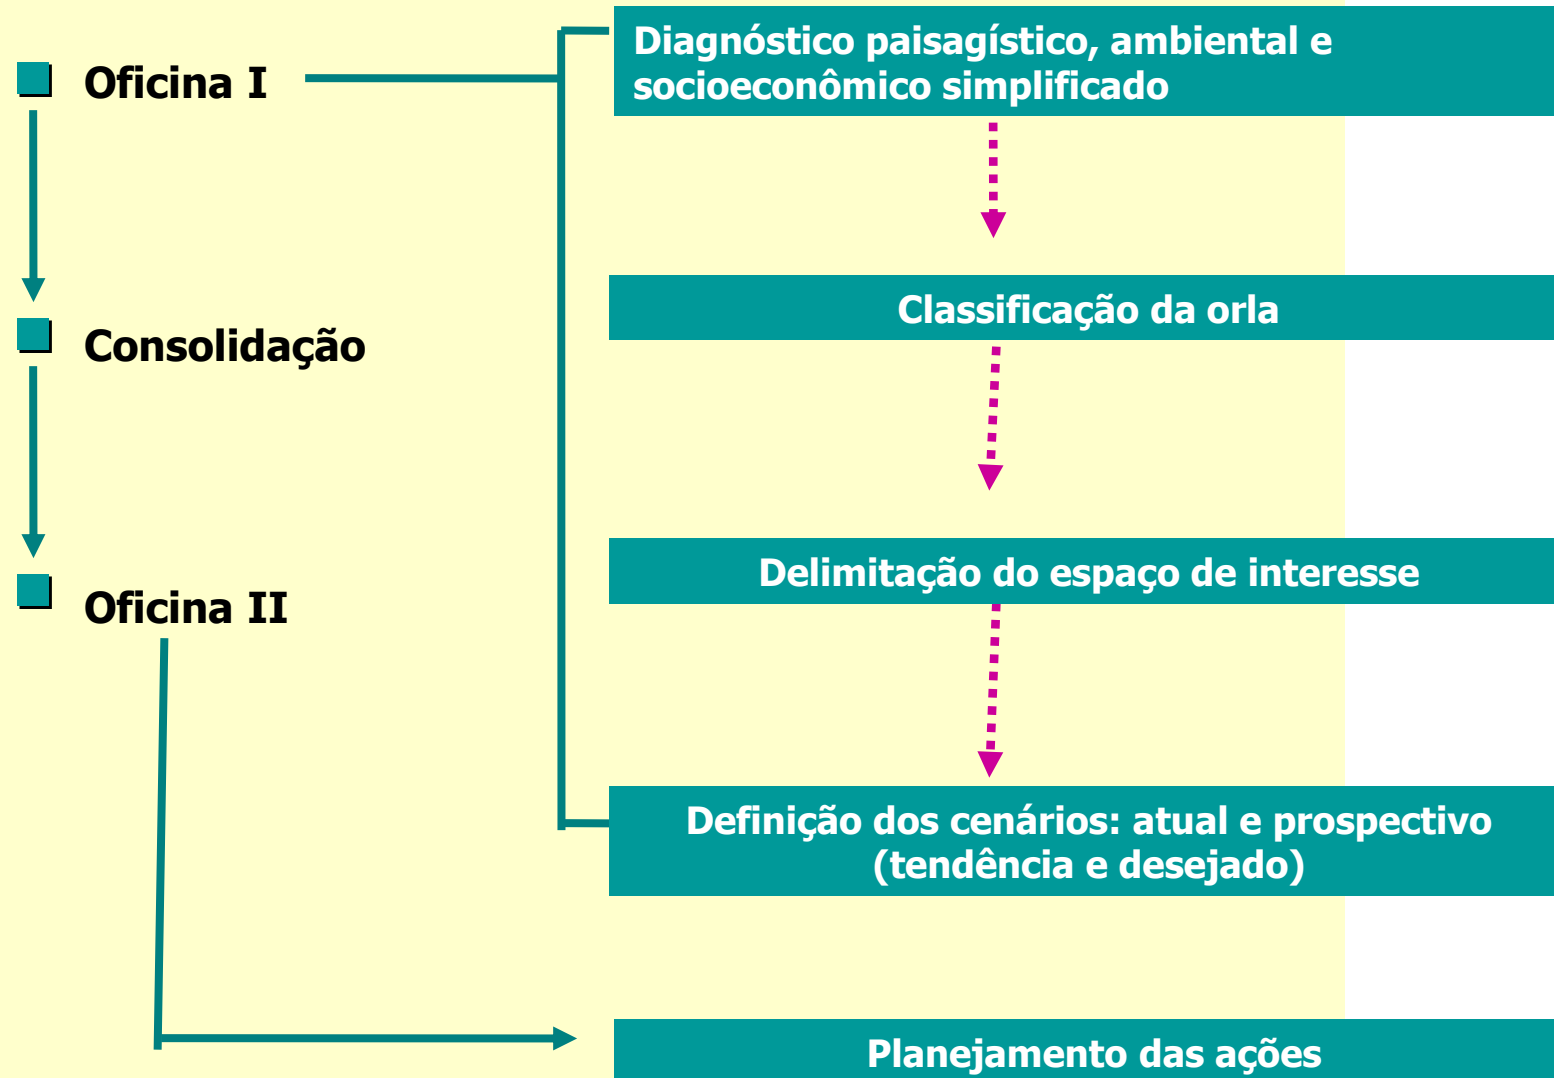 Oficina I
Consolidação
Oficina II
Diagnóstico paisagístico, ambiental e
socioeconômico simplificado
Classificação da orla
Delimitação do espaço de interesse
Definição dos cenários: atual e prospectivo
(tendência e desejado)
Planejamento das ações